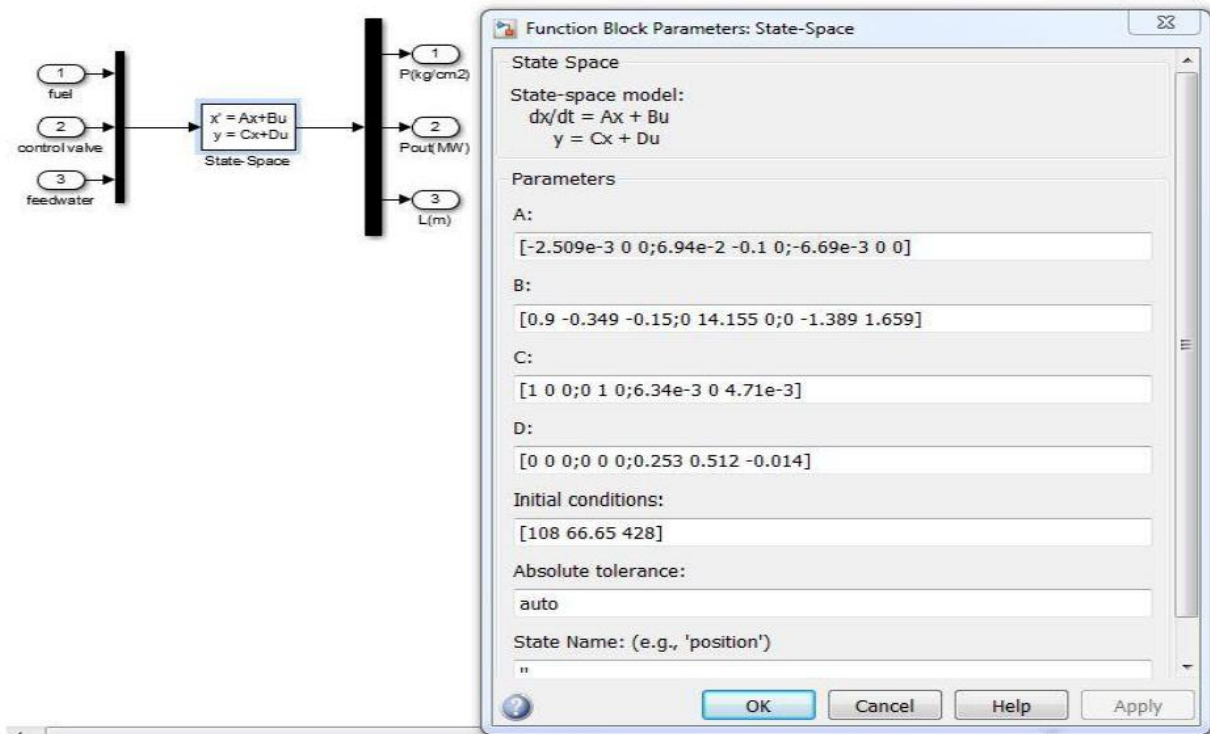 1
fuel
2
control valve
3
feedwater
x' = Ax+Bu
y = Cx+Du
State-Space
1
P(kg/cm2)
2
Pout(MW)
3
L(m)
Function Block Parameters: State-Space
State Space
State-space model:
dx/dt = Ax + Bu
y = Cx + Du
Parameters
A:
[-2.509e-3 0 0;6.94e-2 -0.1 0;-6.69e-3 0 0]
B:
[0.9 -0.349 -0.15;0 14.155 0;0 -1.389 1.659]
C:
[1 0 0;0 1 0;6.34e-3 0 4.71e-3]
D:
[0 0 0;0 0 0;0.253 0.512 -0.014]
Initial conditions:
[108 66.65 428]
Absolute tolerance:
auto
State Name: (e.g., 'position')
''
OK Cancel Help Apply